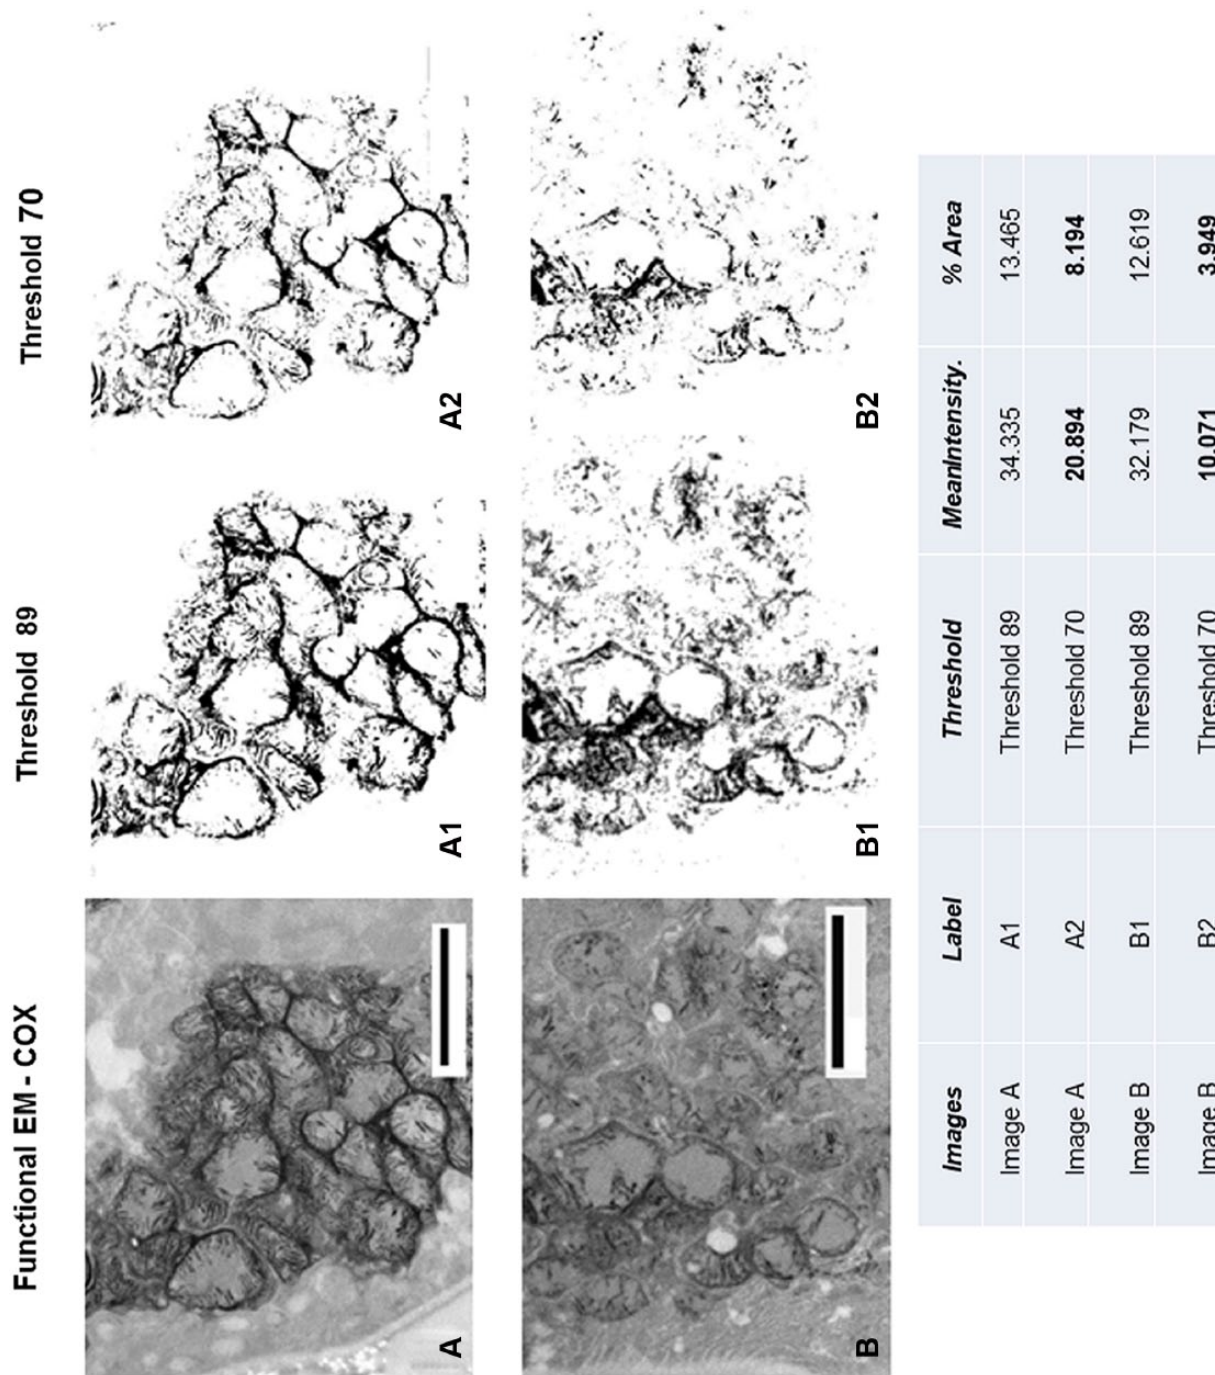 Functional EM - COX
Threshold 89
Threshold 70
A
A1
A2
B
B1
B2
Images Label Threshold MeanIntensity. % Area
Image A A1 Threshold 89 34.335 13.465
Image A A2 Threshold 70 20.894 8.194
Image B B1 Threshold 89 32.179 12.619
Image B B2 Threshold 70 10.071 3.949